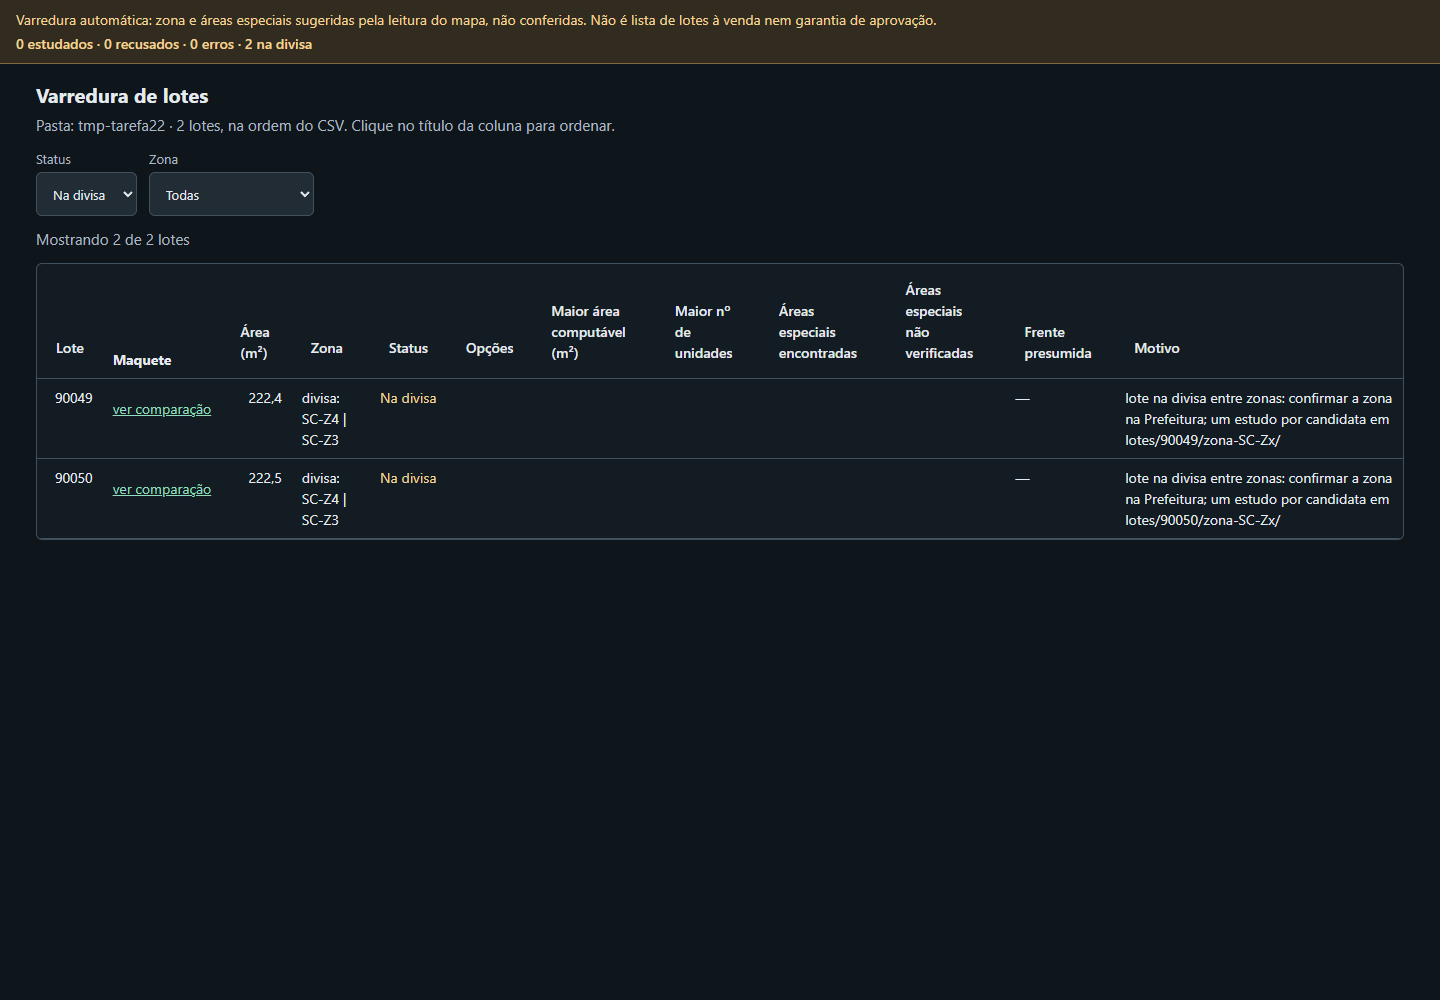 Varredura automática: zona e áreas especiais sugeridas pela leitura do mapa, não conferidas. Não é lista de lotes à venda nem garantia de aprovação.
0 estudados · 0 recusados · 0 erros · 2 na divisa
Varredura de lotes
Pasta: tmp-tarefa22 · 2 lotes, na ordem do CSV. Clique no título da coluna para ordenar.
Status
Zona
Na divisa
Todas
Mostrando 2 de 2 lotes
Lote
Maquete
Área
(m²)
Zona
Status
Opções
Maior área
computável
(m²)
Maior nº
de
unidades
Áreas
especiais
encontradas
Áreas
especiais
não
verificadas
Frente
presumida
Motivo
90049
ver comparação
222,4
divisa:
SC-Z4 |
SC-Z3
Na divisa
—
lote na divisa entre zonas: confirmar a zona
na Prefeitura; um estudo por candidata em
lotes/90049/zona-SC-Zx/
90050
ver comparação
222,5
divisa:
SC-Z4 |
SC-Z3
Na divisa
—
lote na divisa entre zonas: confirmar a zona
na Prefeitura; um estudo por candidata em
lotes/90050/zona-SC-Zx/